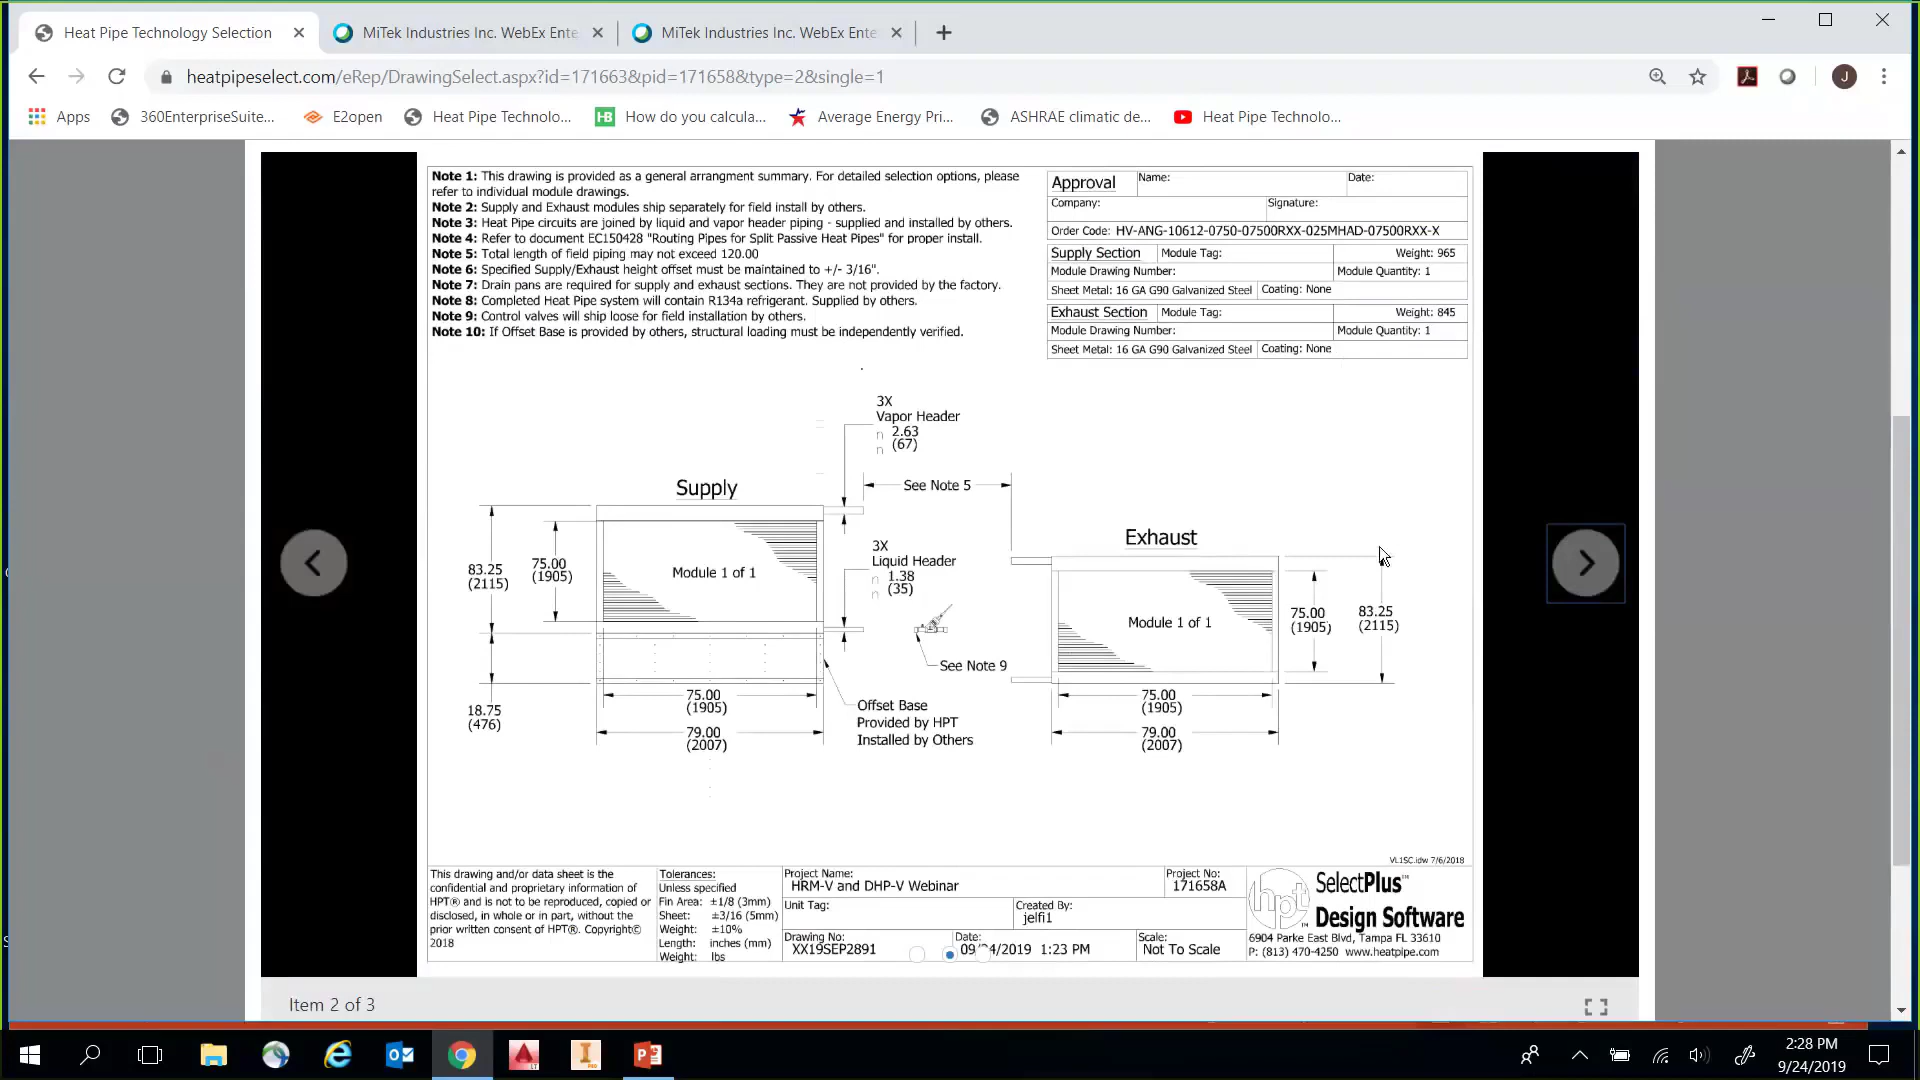 Heat Pipe Technology Selection
MiTek Industries Inc. WebEx Ente
MiTek Industries Inc. WebEx Ente
heatpipeselect.com/eRep/DrawingSelect.aspx?id=171663&pid=171658&type=2&single=1
J
Apps
360EnterpriseSuite...
E2open
Heat Pipe Technolo...
HB How do you calcula...
Average Energy Pri...
ASHRAE climatic de...
Heat Pipe Technolo...
Note 1: This drawing is provided as a general arrangment summary. For detailed selection options, please
refer to individual module drawings.
Note 2: Supply and Exhaust modules ship separately for field install by others.
Note 3: Heat Pipe circuits are joined by liquid and vapor header piping - supplied and installed by others.
Note 4: Refer to document EC150428 "Routing Pipes for Split Passive Heat Pipes" for proper install.
Note 5: Total length of field piping may not exceed 120.00
Note 6: Specified Supply/Exhaust height offset must be maintained to +/- 3/16".
Note 7: Drain pans are required for supply and exhaust sections. They are not provided by the factory.
Note 8: Completed Heat Pipe system will contain R134a refrigerant. Supplied by others.
Note 9: Control valves will ship loose for field installation by others.
Note 10: If Offset Base is provided by others, structural loading must be independently verified.
Approval
Name:
Date:
Company:
Signature:
Order Code: HV-ANG-10612-0750-07500RXX-025MHAD-07500RXX-X
Supply Section
Module Tag:
Weight: 965
Module Drawing Number:
Module Quantity: 1
Sheet Metal: 16 GA G90 Galvanized Steel
Coating: None
Exhaust Section
Module Tag:
Weight: 845
Module Drawing Number:
Module Quantity: 1
Sheet Metal: 16 GA G90 Galvanized Steel
Coating: None
3X
Vapor Header
2.63
(67)
Supply
See Note 5
83.25
(2115)
75.00
(1905)
Module 1 of 1
3X
Liquid Header
1.38
(35)
See Note 9
18.75
(476)
75.00
(1905)
79.00
(2007)
Offset Base
Provided by HPT
Installed by Others
Exhaust
Module 1 of 1
75.00
(1905)
83.25
(2115)
75.00
(1905)
79.00
(2007)
VL1SC.idw 7/6/2018
This drawing and/or data sheet is the
confidential and proprietary information of
HPT® and is not to be reproduced, copied or
disclosed, in whole or in part, without the
prior written consent of HPT®. Copyright©
2018
Tolerances:
Unless specified
Fin Area: ±1/8 (3mm)
Sheet: ±3/16 (5mm)
Weight: ±10%
Length: inches (mm)
Weight: lbs
Project Name:
HRM-V and DHP-V Webinar
Project No:
171658A
Unit Tag:
Created By:
jelfi1
Drawing No:
XX19SEP2891
Date:
09/24/2019 1:23 PM
Scale:
Not To Scale
hpt
TM
SelectPlus™
Design Software
6904 Parke East Blvd, Tampa FL 33610
P: (813) 470-4250 www.heatpipe.com
Item 2 of 3
2:28 PM
9/24/2019